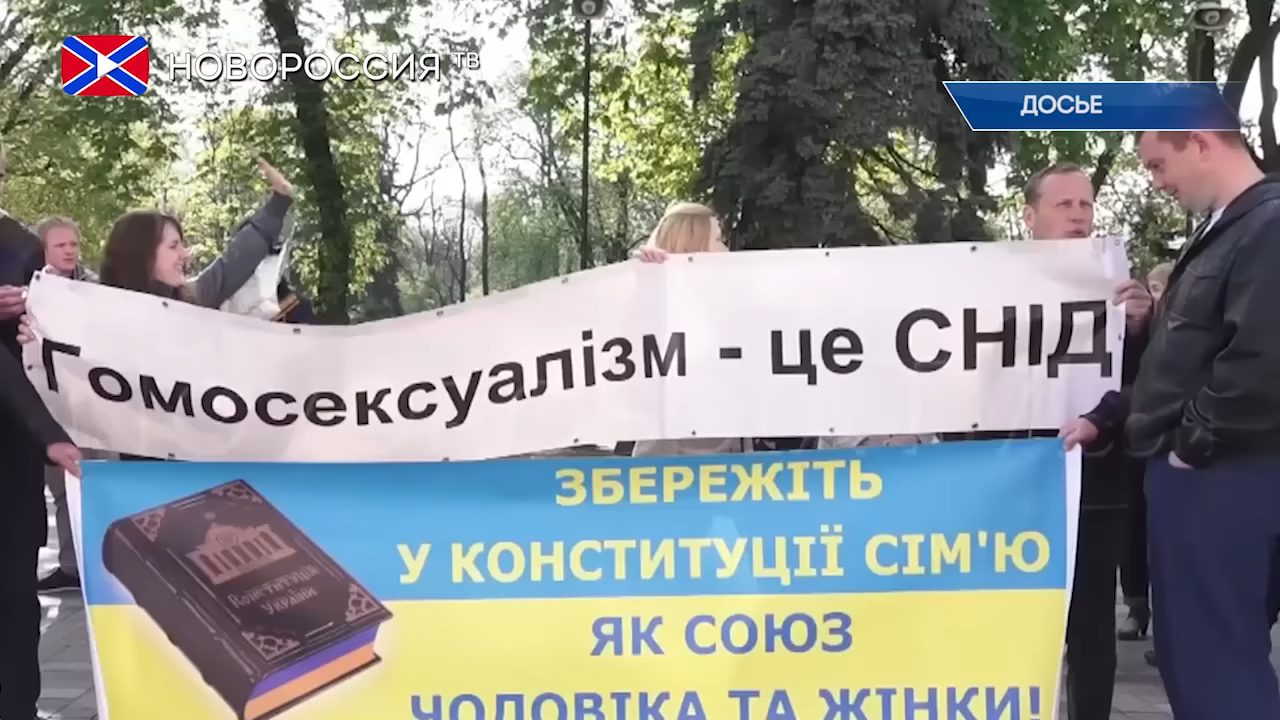 НОВОРОССИЯ ТВ
ДОСЬЕ
Гомосексуалізм - це СНІД
ЗБЕРЕЖІТЬ
У КОНСТИТУЦІЇ СІМ'Ю
ЯК СОЮЗ
ЧОЛОВІКА ТА ЖІНКИ!
Конституція
України